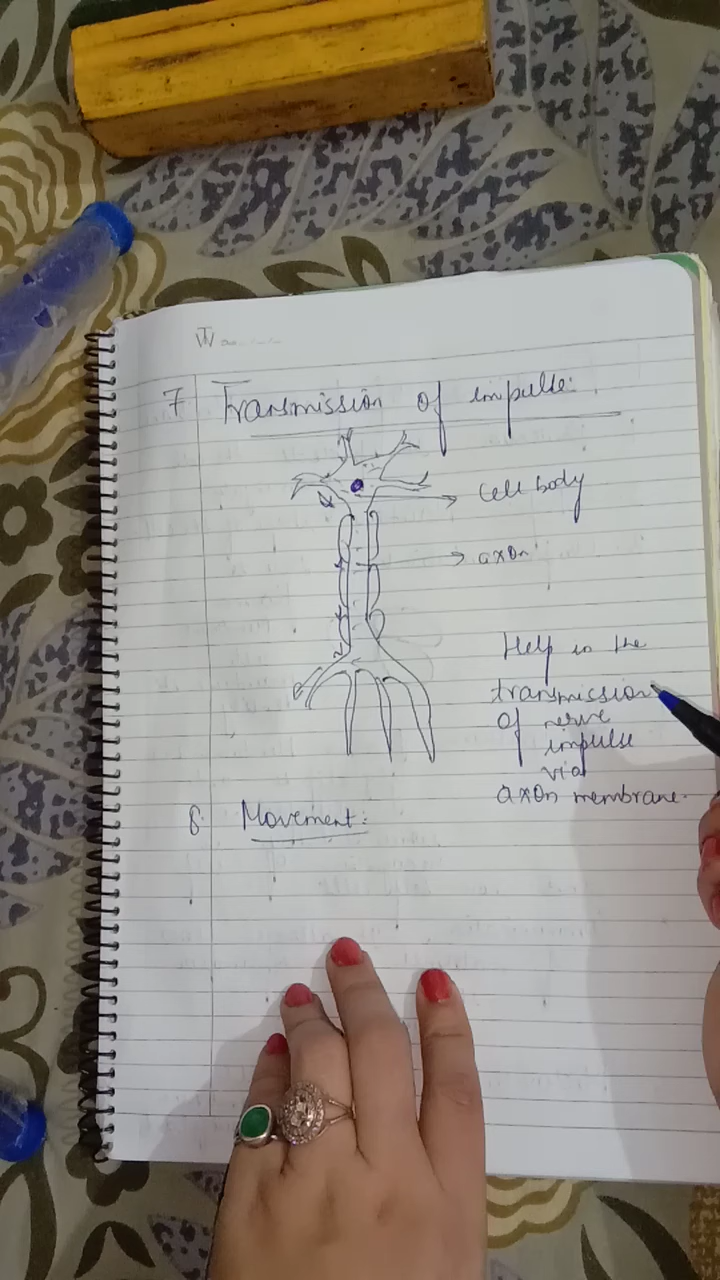 7 Transmission of impulse:
Cell body
axon
Help in the
transmission
of nerve
impulse
via
axon membrane.
8. Movement: